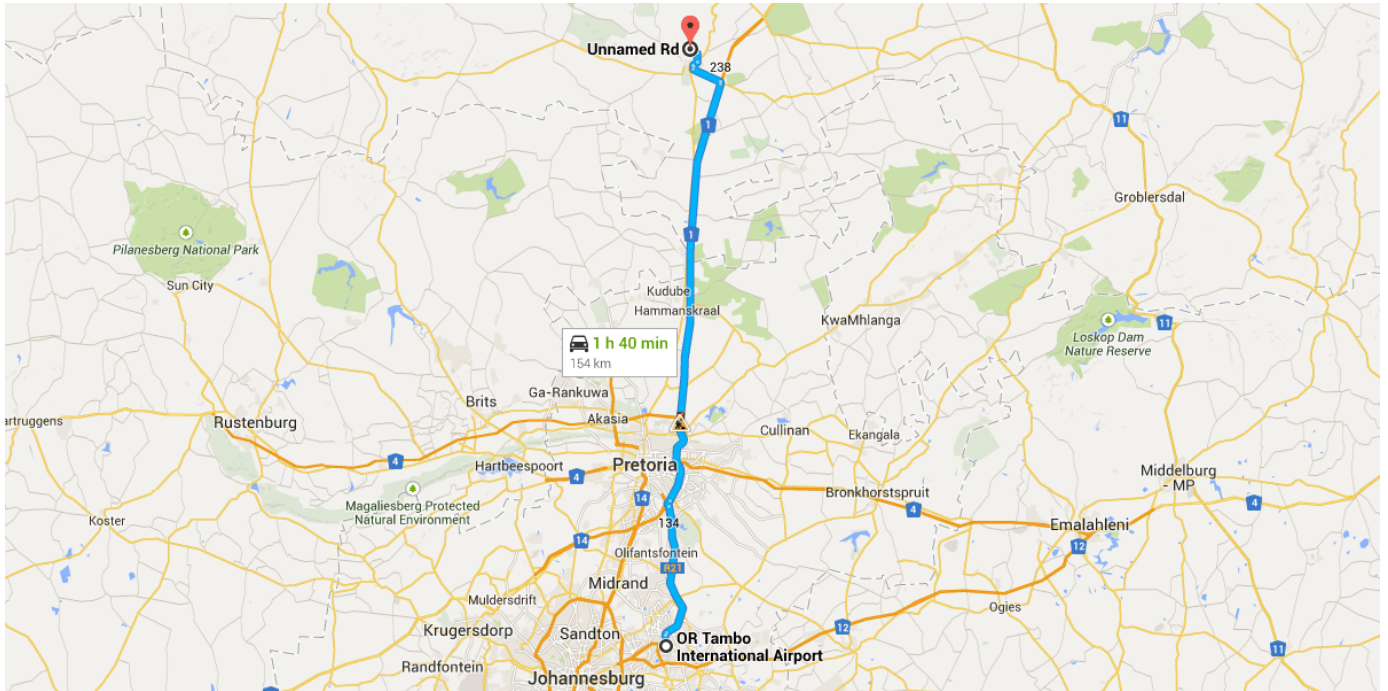 Unnamed Rd
238
11
1
Groblersdal
Pilanesberg National Park
1
Sun City
Kudube
Hammanskraal
KwaMhlanga
11
1 h 40 min
154 km
Loskop Dam
Nature Reserve
Ga-Rankuwa
Brits
artruggens
Rustenburg
Akasia
Cullinan
Ekangala
4
Hartbeespoort
4
Pretoria
Middelburg
- MP
14
Bronkhorstspruit
4
4
Magaliesberg Protected
Natural Environment
Koster
134
Emalahleni
14
12
Olifantsfontein
R21
Midrand
Muldersdrift
Ogies
Krugersdorp
Sandton
12
OR Tambo
International Airport
11
Randfontein
Johannesburg